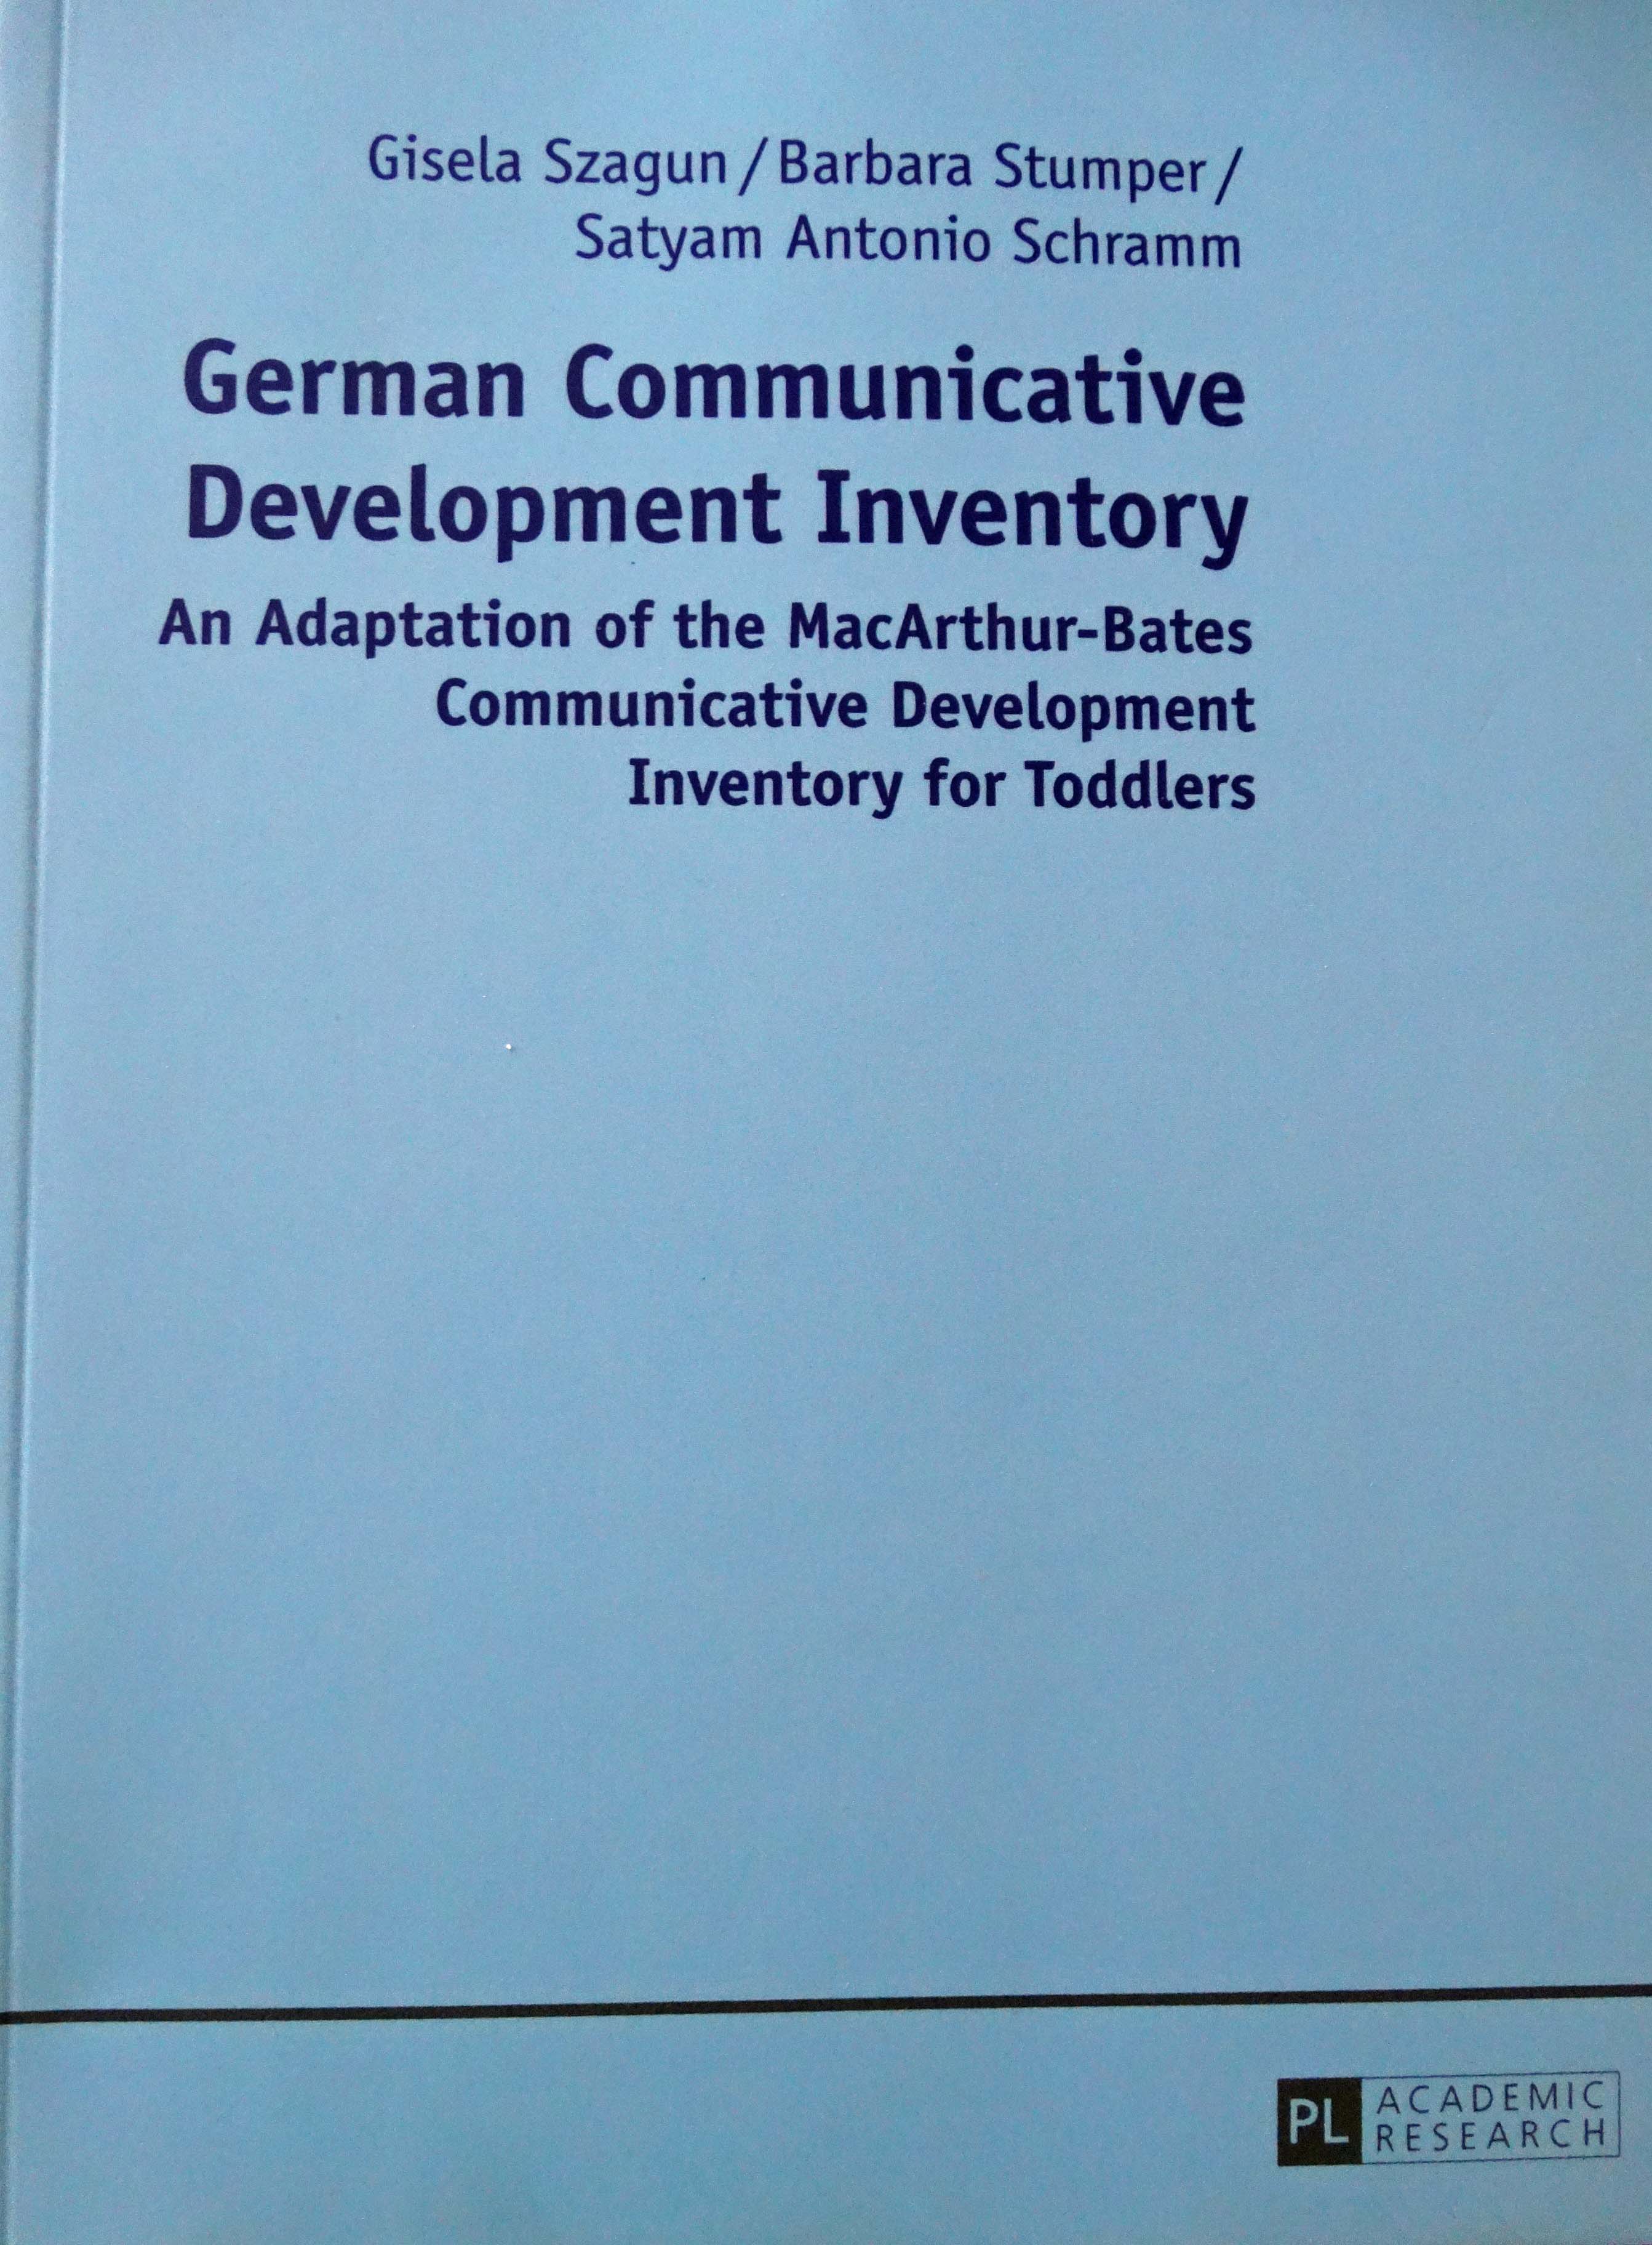 Gisela Szagun / Barbara Stumper /
Satyam Antonio Schramm
German Communicative
Development Inventory
An Adaptation of the MacArthur-Bates
Communicative Development
Inventory for Toddlers
PL ACADEMIC
RESEARCH